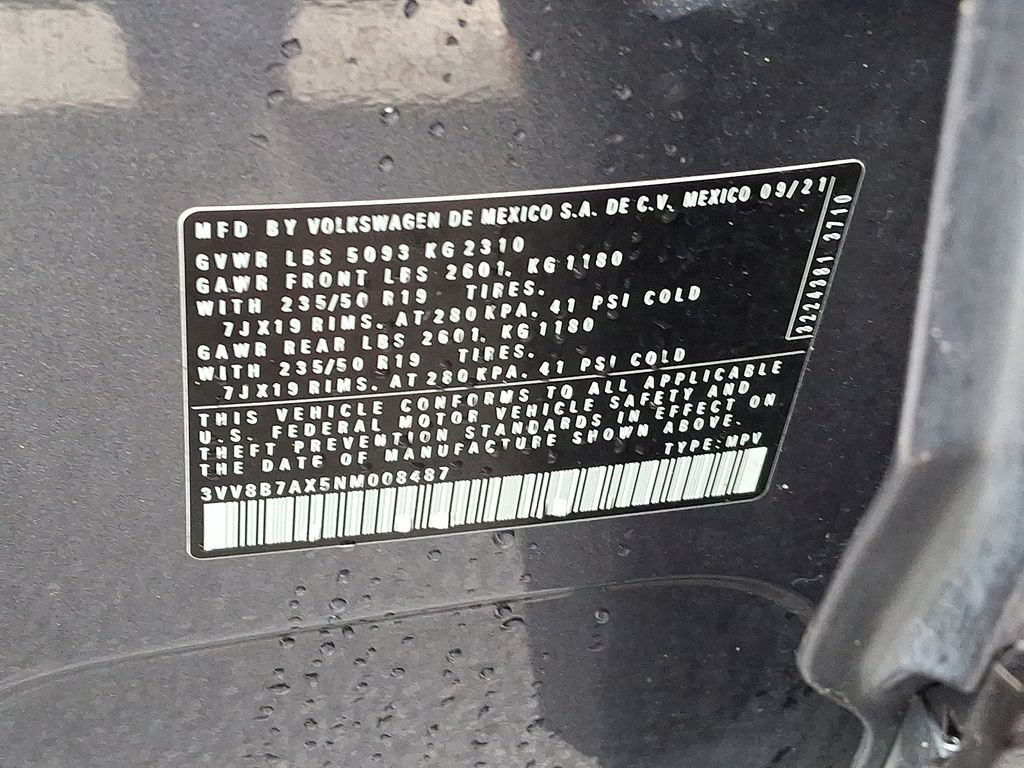 MFD BY VOLKSWAGEN DE MEXICO S.A. DE C.V. MEXICO 09/21
GVWR LBS 5093 KG 2310
GAWR FRONT LBS 2601. KG 1180
WITH 235/50 R19 TIRES.
7JX19 RIMS. AT 280 KPA. 41 PSI COLD
GAWR REAR LBS 2601. KG 1180
WITH 235/50 R19 TIRES.
7JX19 RIMS. AT 280 KPA. 41 PSI COLD
3224381 3710
THIS VEHICLE CONFORMS TO ALL APPLICABLE
U.S. FEDERAL MOTOR VEHICLE SAFETY AND
THEFT PREVENTION STANDARDS IN EFFECT ON
THE DATE OF MANUFACTURE SHOWN ABOVE.
TYPE: MPV
3VV8B7AX5NM008487